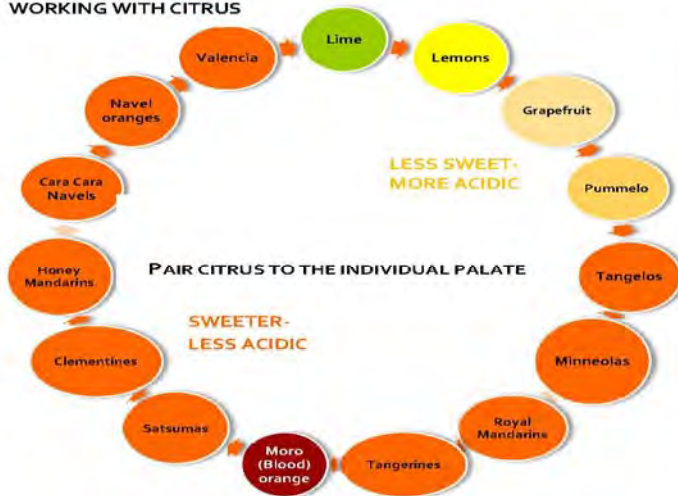 WORKING WITH CITRUS
Lime
Lemons
Grapefruit
Pummelo
Tangelos
Minneolas
Royal
Mandarins
Tangerines
Moro
(Blood)
orange
Satsumas
Clementines
Honey
Mandarins
Cara Cara
Navels
Navel
oranges
Valencia
LESS SWEET-
MORE ACIDIC
PAIR CITRUS TO THE INDIVIDUAL PALATE
SWEETER-
LESS ACIDIC